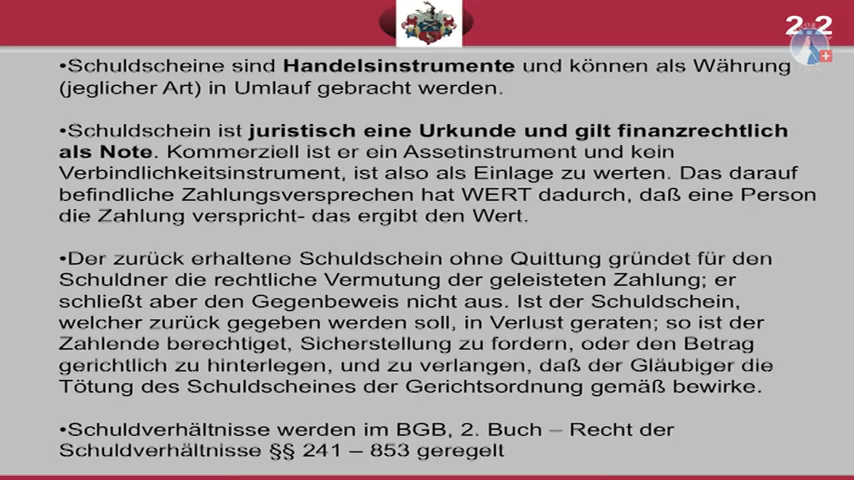 2.2
•Schuldscheine sind Handelsinstrumente und können als Währung
(jeglicher Art) in Umlauf gebracht werden.
•Schuldschein ist juristisch eine Urkunde und gilt finanzrechtlich
als Note. Kommerziell ist er ein Assetinstrument und kein
Verbindlichkeitsinstrument, ist also als Einlage zu werten. Das darauf
befindliche Zahlungsversprechen hat WERT dadurch, daß eine Person
die Zahlung verspricht- das ergibt den Wert.
•Der zurück erhaltene Schuldschein ohne Quittung gründet für den
Schuldner die rechtliche Vermutung der geleisteten Zahlung; er
schließt aber den Gegenbeweis nicht aus. Ist der Schuldschein,
welcher zurück gegeben werden soll, in Verlust geraten; so ist der
Zahlende berechtiget, Sicherstellung zu fordern, oder den Betrag
gerichtlich zu hinterlegen, und zu verlangen, daß der Gläubiger die
Tötung des Schuldscheines der Gerichtsordnung gemäß bewirke.
•Schuldverhältnisse werden im BGB, 2. Buch – Recht der
Schuldverhältnisse §§ 241 – 853 geregelt